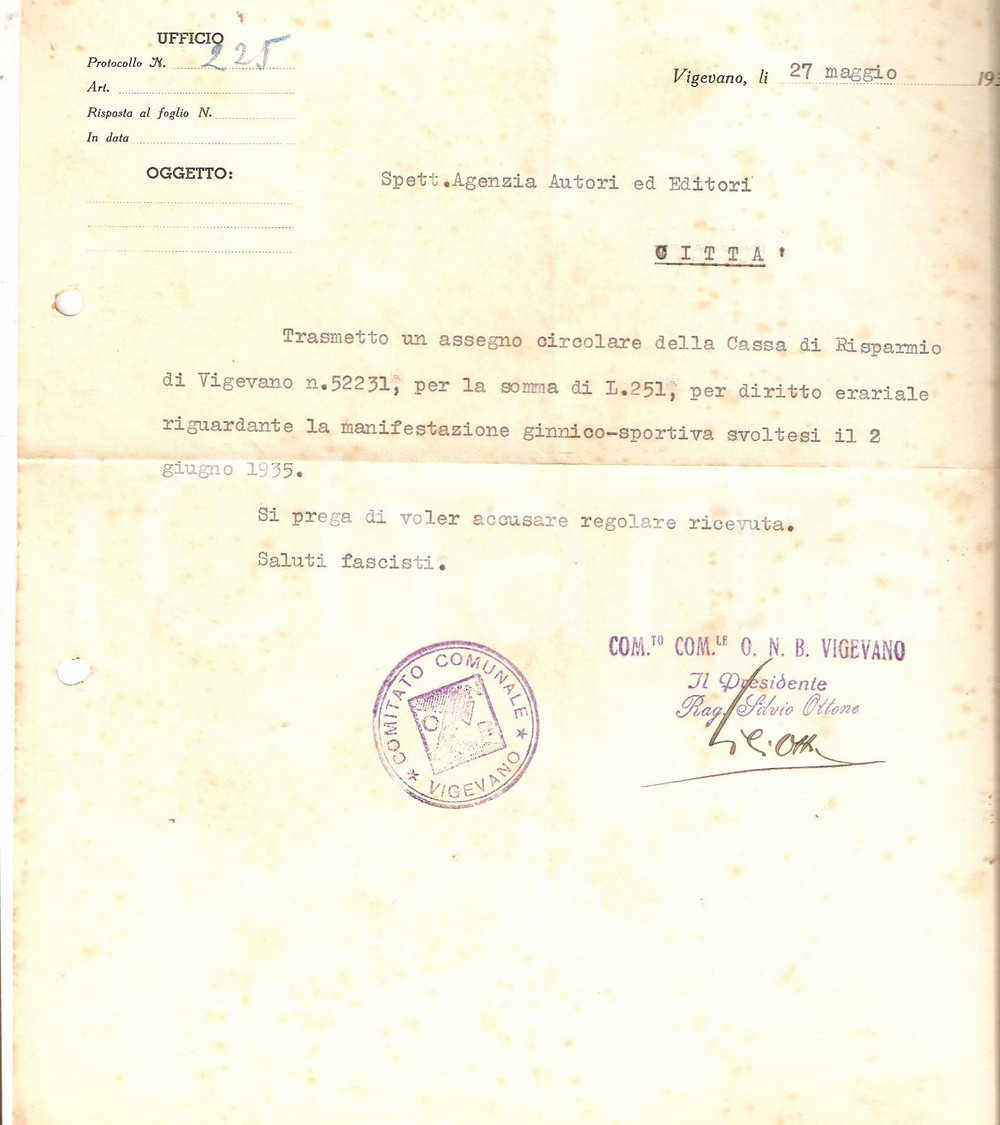 UFFICIO
Protocollo N. 225
Art.
Risposta al foglio N.
In data
OGGETTO:
Vigevano, li 27 maggio 193
Spett.Agenzia Autori ed Editori
CITTA'
Trasmetto un assegno circolare della Cassa di Risparmio
di Vigevano n.52231, per la somma di L.251, per diritto erariale
riguardante la manifestazione ginnico-sportiva svoltesi il 2
giugno 1935.
Si prega di voler accusare regolare ricevuta.
Saluti fascisti.
COMITATO COMUNALE
★ VIGEVANO ★
COM.TO COM.LE O. N. B. VIGEVANO
Il Presidente
Rag. Silvio Ottone